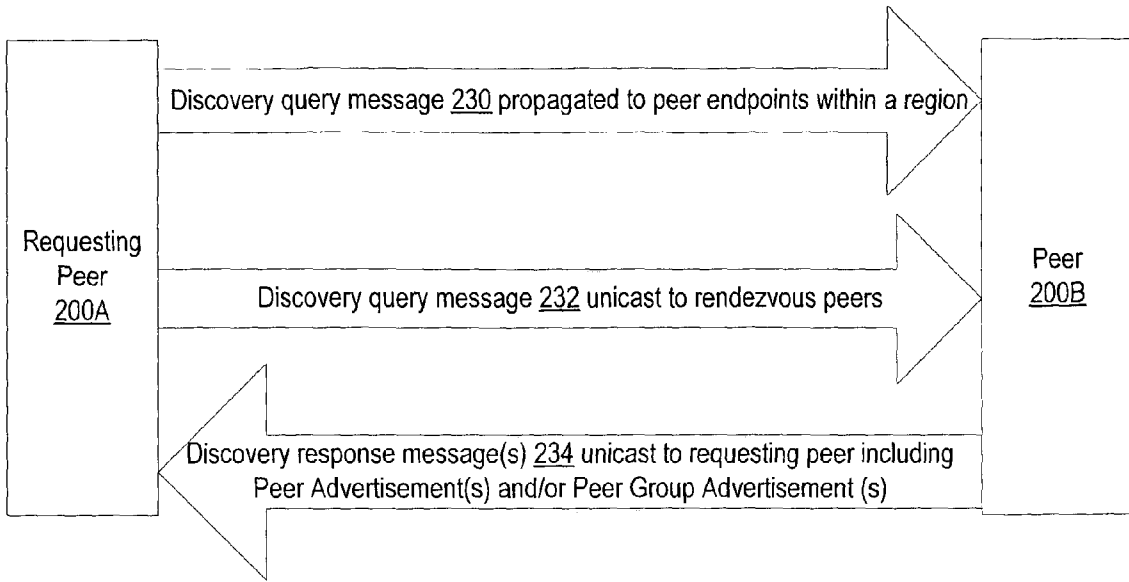 Discovery query message 230 propagated to peer endpoints within a region
Requesting
Peer
200A
Peer
200B
Discovery query message 232 unicast to rendezvous peers
Discovery response message(s) 234 unicast to requesting peer including
Peer Advertisement(s) and/or Peer Group Advertisement (s)